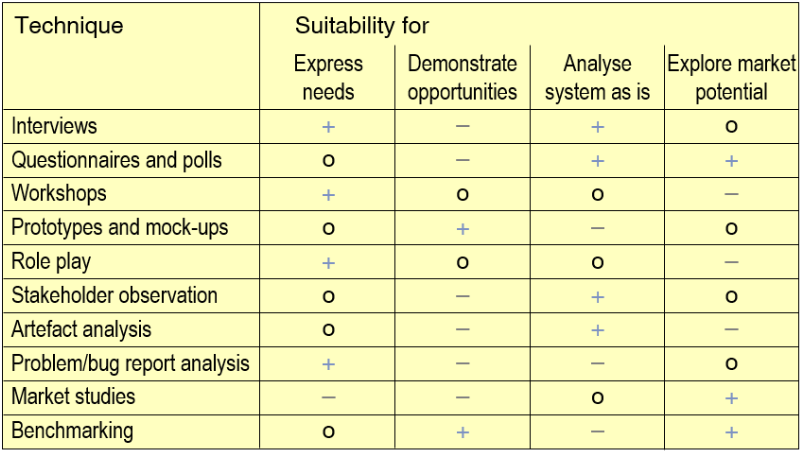 Technique Suitability for
Express needs Demonstrate opportunities Analyse system as is Explore market potential
Interviews + – + o
Questionnaires and polls o – + +
Workshops + o o –
Prototypes and mock-ups o + – o
Role play + o o –
Stakeholder observation o – + o
Artefact analysis o – + –
Problem/bug report analysis + – – o
Market studies – – o +
Benchmarking o + – +